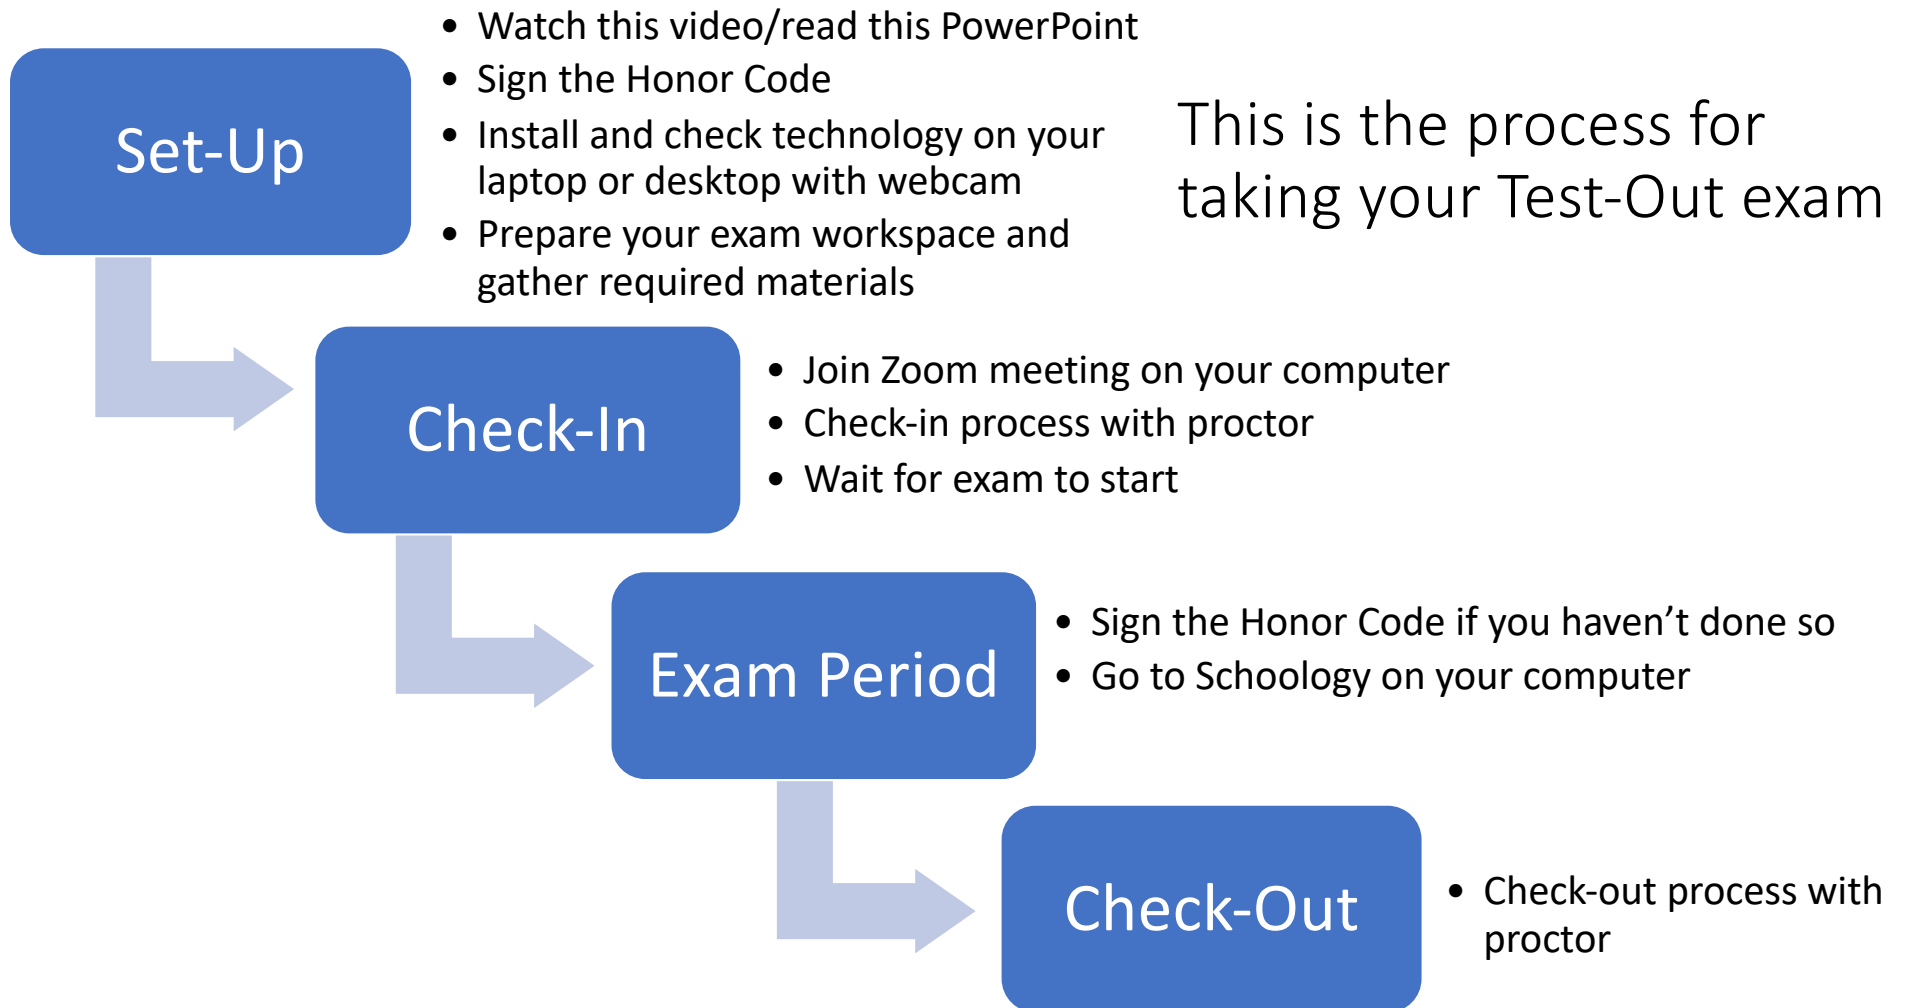 This is the process for
taking your Test-Out exam
Set-Up
• Watch this video/read this PowerPoint
• Sign the Honor Code
• Install and check technology on your
laptop or desktop with webcam
• Prepare your exam workspace and
gather required materials
Check-In
• Join Zoom meeting on your computer
• Check-in process with proctor
• Wait for exam to start
Exam Period
• Sign the Honor Code if you haven’t done so
• Go to Schoology on your computer
Check-Out
• Check-out process with
proctor